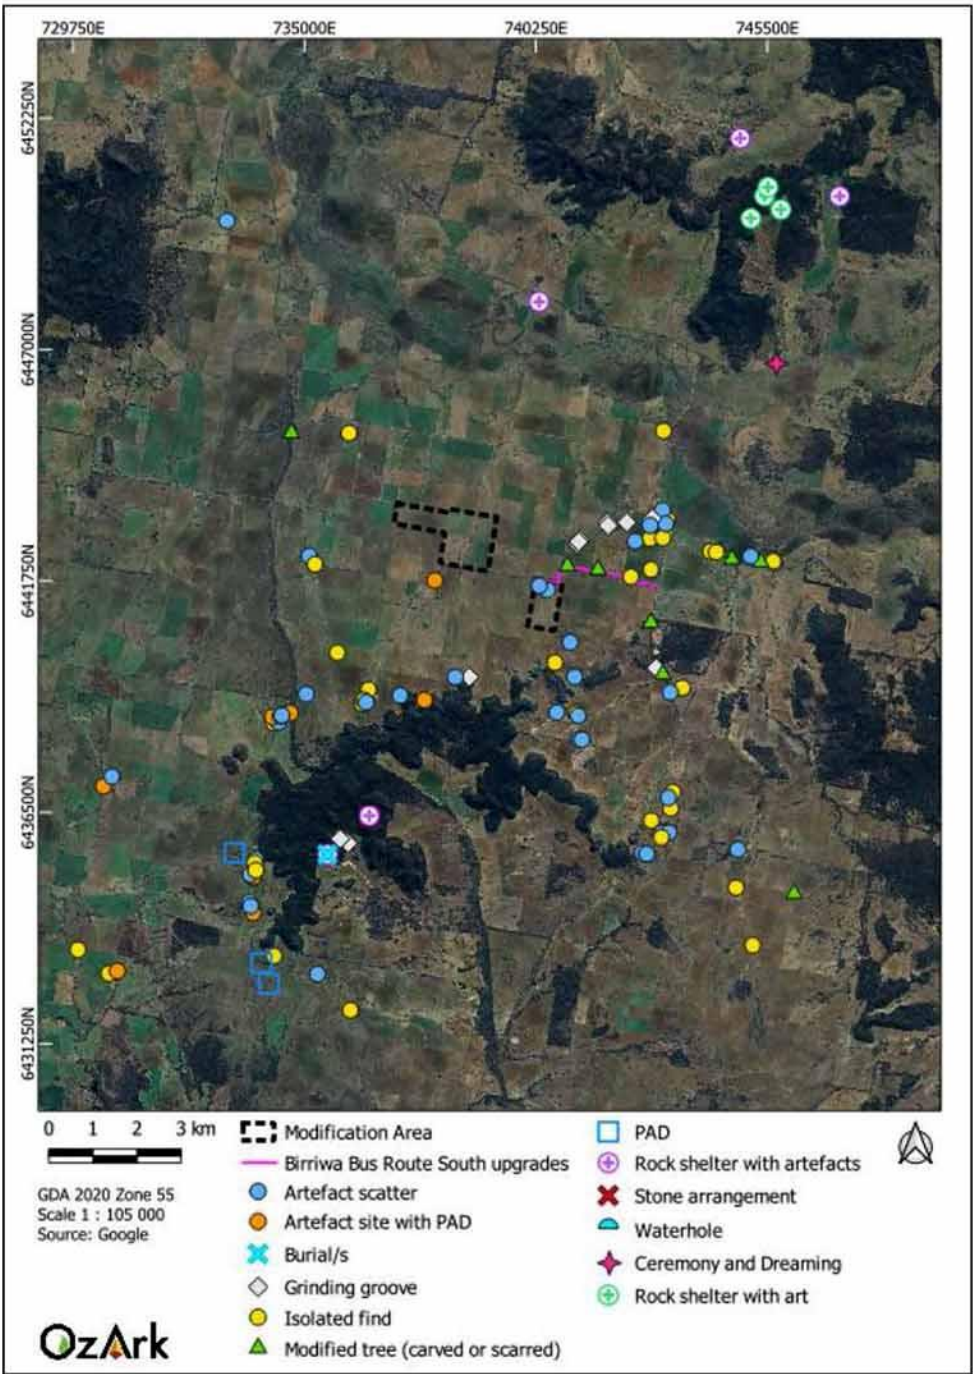 729750E 735000E 740250E 745500E
6452250N
6447000N
6441750N
6436500N
6431250N
0 1 2 3 km
GDA 2020 Zone 55
Scale 1 : 105 000
Source: Google
OzArk
Modification Area
Birriwa Bus Route South upgrades
Artefact scatter
Artefact site with PAD
Burial/s
Grinding groove
Isolated find
Modified tree (carved or scarred)
PAD
Rock shelter with artefacts
Stone arrangement
Waterhole
Ceremony and Dreaming
Rock shelter with art